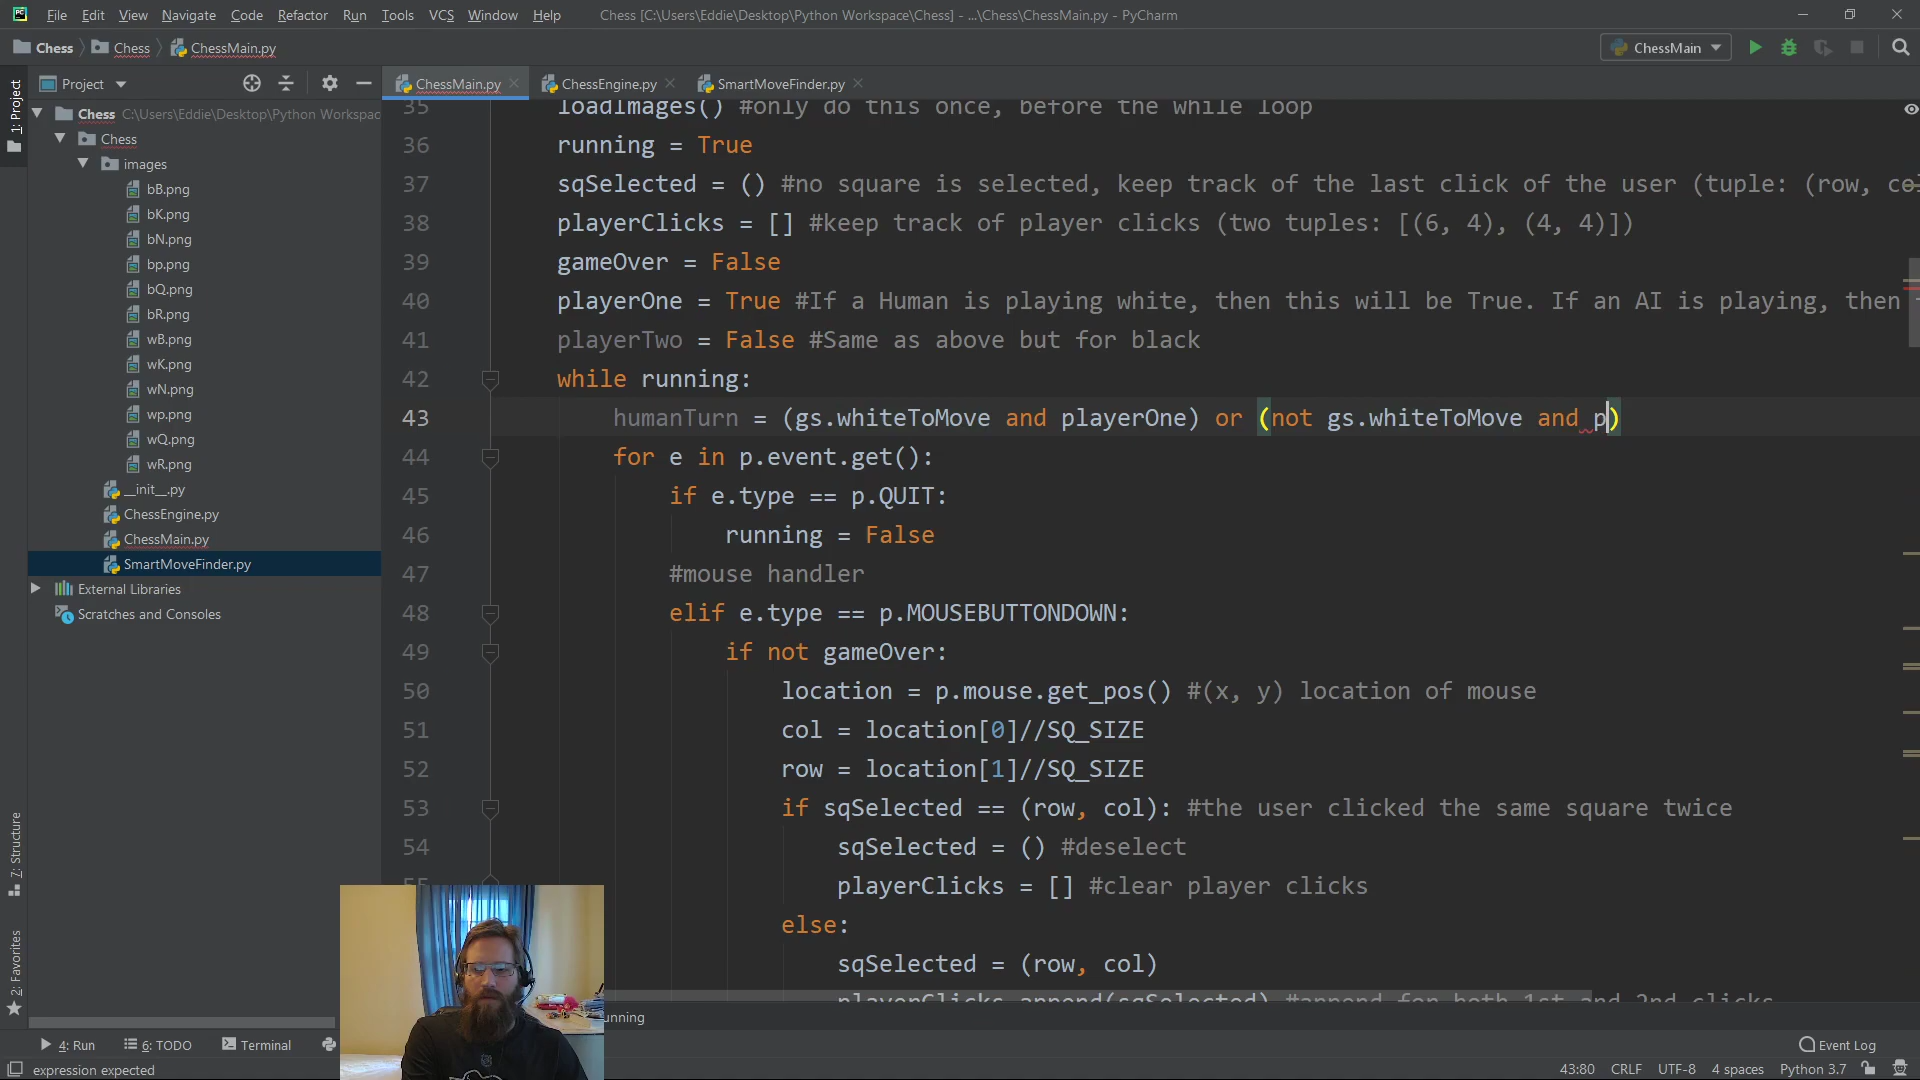 File Edit View Navigate Code Refactor Run Tools VCS Window Help Chess [C:\Users\Eddie\Desktop\Python Workspace\Chess] - ...\Chess\ChessMain.py - PyCharm
Chess Chess ChessMain.py ChessMain
Project ChessMain.py ChessEngine.py SmartMoveFinder.py
1: Project
7: Structure
2: Favorites
Chess C:\Users\Eddie\Desktop\Python Workspac
Chess
images
bB.png
bK.png
bN.png
bp.png
bQ.png
bR.png
wB.png
wK.png
wN.png
wp.png
wQ.png
wR.png
__init__.py
ChessEngine.py
ChessMain.py
SmartMoveFinder.py
External Libraries
Scratches and Consoles
35 loadImages() #only do this once, before the while loop
36 running = True
37 sqSelected = () #no square is selected, keep track of the last click of the user (tuple: (row, co
38 playerClicks = [] #keep track of player clicks (two tuples: [(6, 4), (4, 4)])
39 gameOver = False
40 playerOne = True #If a Human is playing white, then this will be True. If an AI is playing, then
41 playerTwo = False #Same as above but for black
42 while running:
43 humanTurn = (gs.whiteToMove and playerOne) or (not gs.whiteToMove and p)
44 for e in p.event.get():
45 if e.type == p.QUIT:
46 running = False
47 #mouse handler
48 elif e.type == p.MOUSEBUTTONDOWN:
49 if not gameOver:
50 location = p.mouse.get_pos() #(x, y) location of mouse
51 col = location[0]//SQ_SIZE
52 row = location[1]//SQ_SIZE
53 if sqSelected == (row, col): #the user clicked the same square twice
54 sqSelected = () #deselect
playerClicks = [] #clear player clicks
else:
sqSelected = (row, col)
playerClicks.append(sqSelected) #append for both 1st and 2nd clicks
unning
4: Run 6: TODO Terminal Event Log
expression expected 43:80 CRLF UTF-8 4 spaces Python 3.7